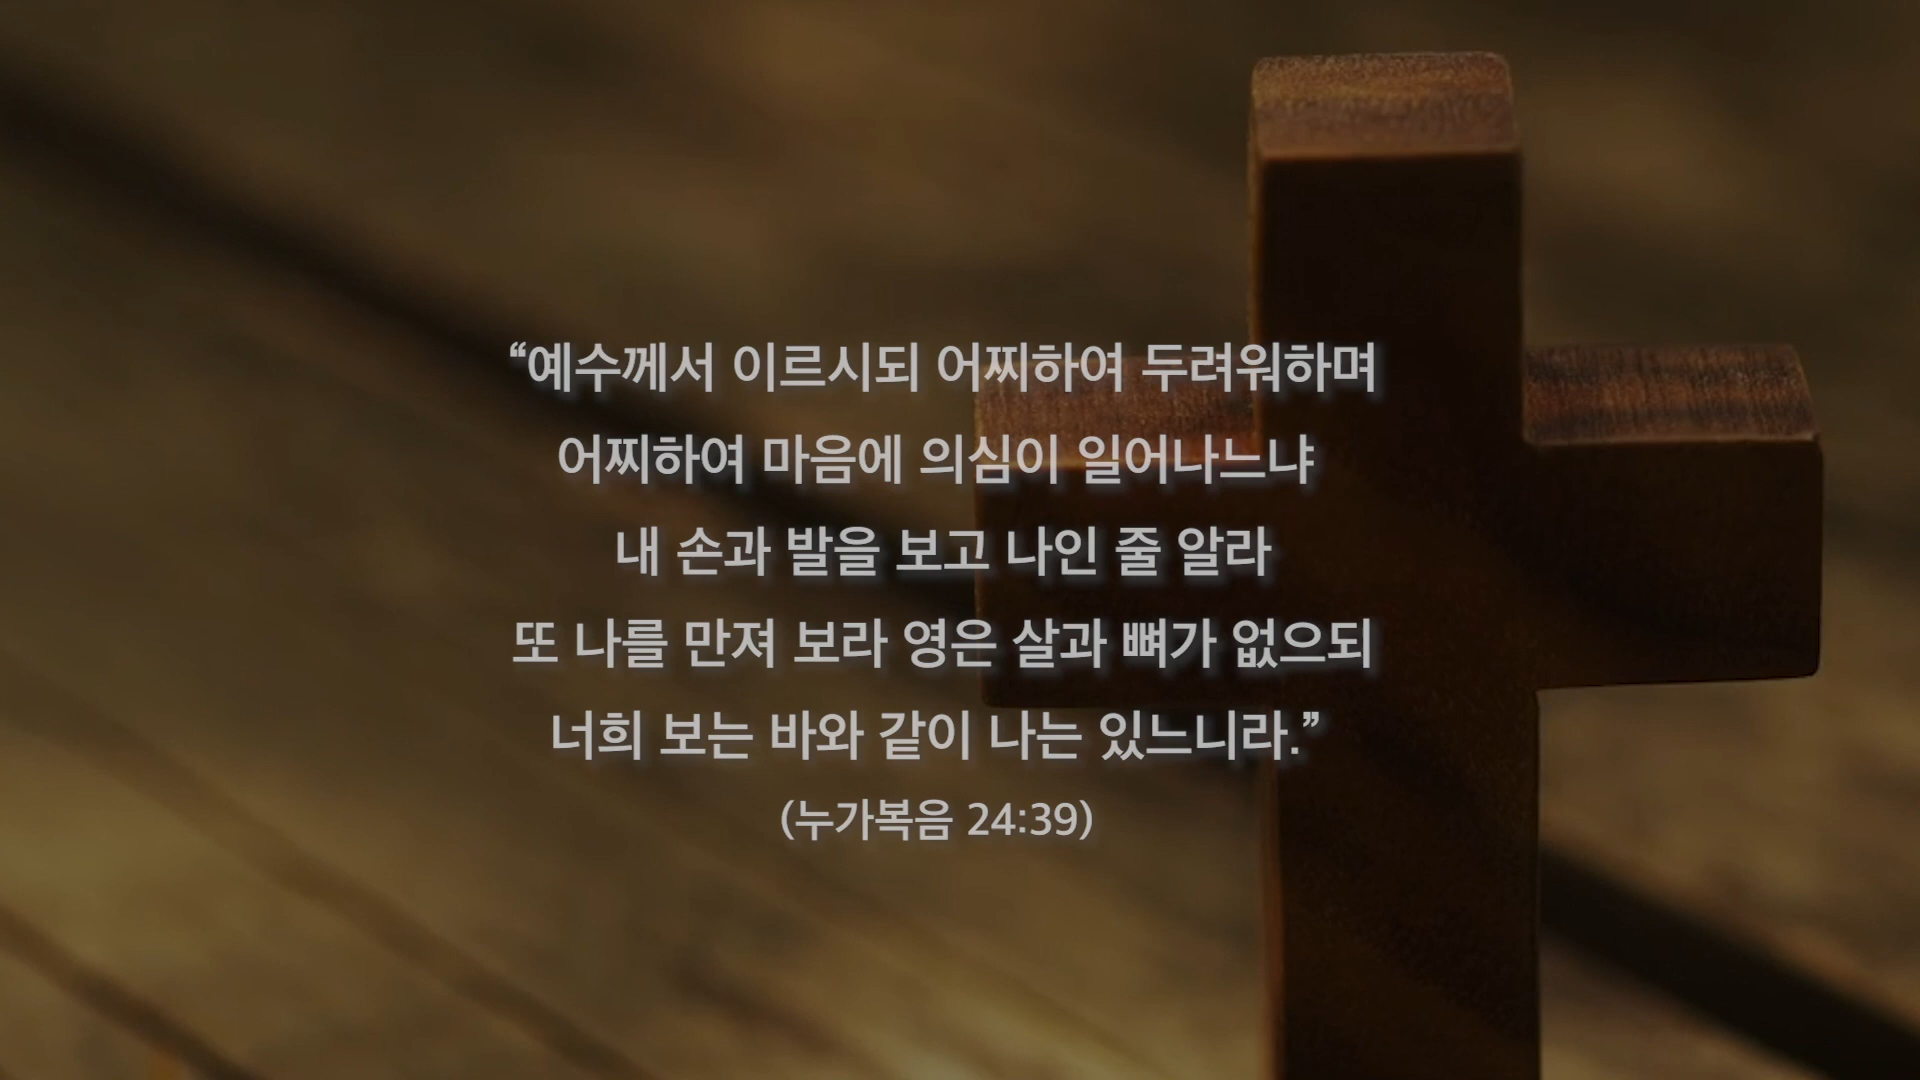 “예수께서 이르시되 어찌하여 두려워하며
어찌하여 마음에 의심이 일어나느냐
내 손과 발을 보고 나인 줄 알라
또 나를 만져 보라 영은 살과 뼈가 없으되
너희 보는 바와 같이 나는 있느니라.”
(누가복음 24:39)